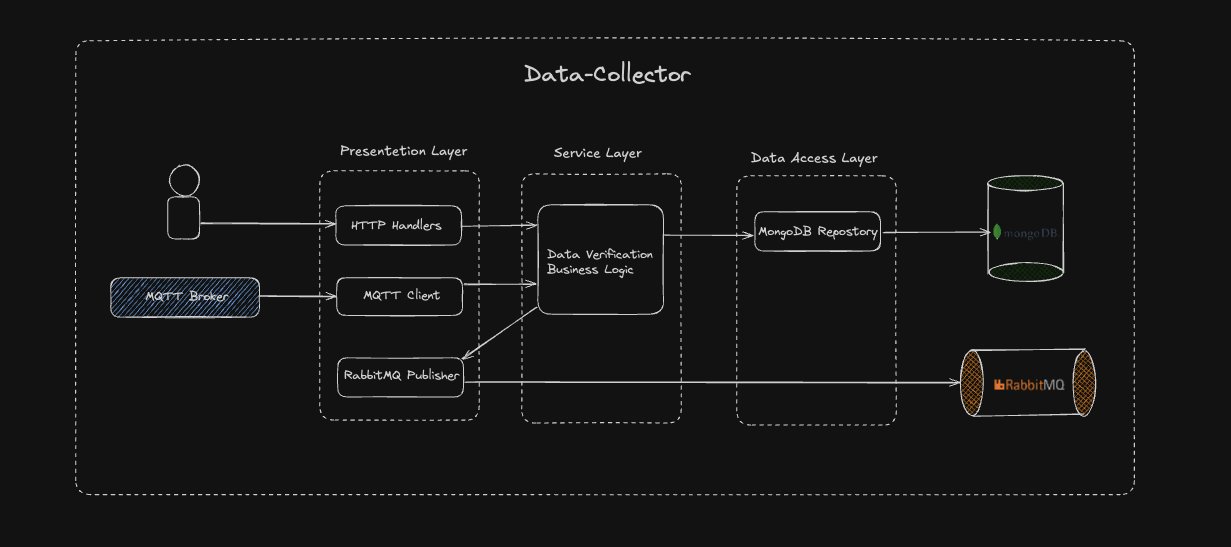 Data-Collector
Presentetion Layer
Service Layer
Data Access Layer
HTTP Handlers
MongoDB Repostory
mongoDB
Data Verification
Business Logic
MQTT Broker
MQTT Client
RabbitMQ Publisher
RabbitMQ